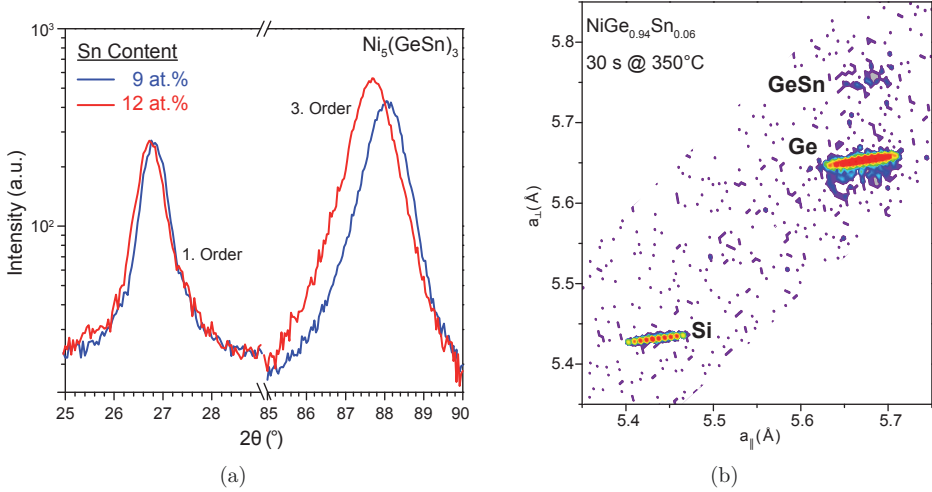 10³
Ni₅(GeSn)₃
Sn Content
9 at.%
12 at.%
3. Order
Intensity (a.u.)
10²
1. Order
25 26 27 28 85 86 87 88 89 90
2θ (°)
(a)
NiGe₀.₉₄Sn₀.₀₆
30 s @ 350°C
GeSn
Ge
Si
5.8
5.7
5.6
5.5
5.4
a⊥(Å)
5.4 5.5 5.6 5.7
a∥(Å)
(b)